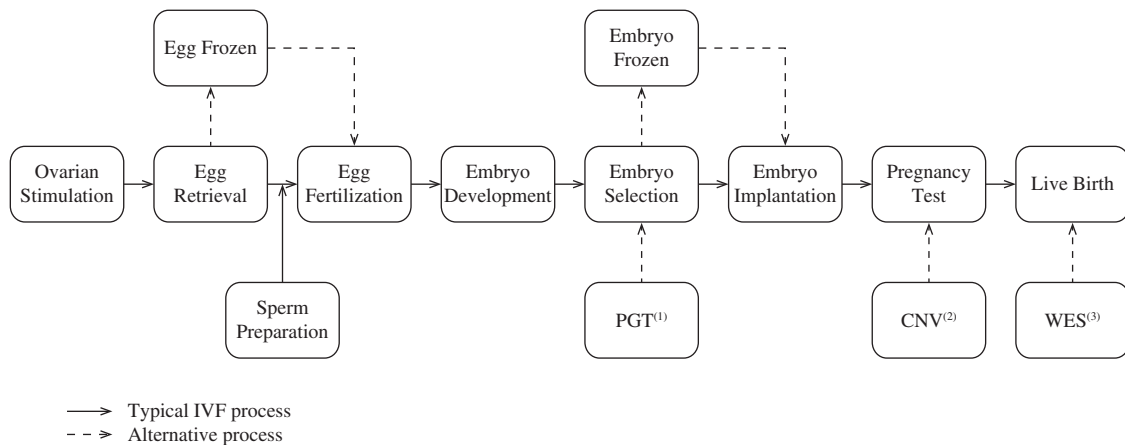 Egg Frozen
Embryo
Frozen
Ovarian
Stimulation
Egg
Retrieval
Egg
Fertilization
Embryo
Development
Embryo
Selection
Embryo
Implantation
Pregnancy
Test
Live Birth
Sperm
Preparation
PGT⁽¹⁾
CNV⁽²⁾
WES⁽³⁾
Typical IVF process
Alternative process